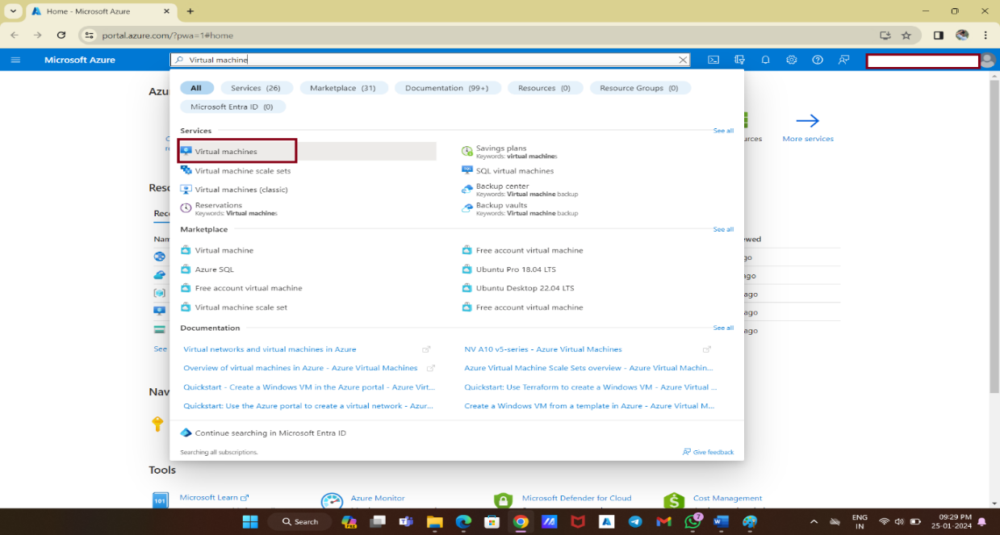 Home - Microsoft Azure
portal.azure.com/?pwa=1#home
Microsoft Azure
Virtual machine
All
Services (26)
Marketplace (31)
Documentation (99+)
Resources (0)
Resource Groups (0)
Microsoft Entra ID (0)
Azu
Services
See all
Virtual machines
Virtual machine scale sets
Virtual machines (classic)
Reservations
Keywords: Virtual machines
Savings plans
Keywords: virtual machines
SQL virtual machines
Backup center
Keywords: Virtual machine backup
Backup vaults
Keywords: Virtual machine backup
urces
More services
Reso
Rec
Nam
See
ewed
go
ago
ago
ago
ago
Marketplace
See all
Virtual machine
Azure SQL
Free account virtual machine
Virtual machine scale set
Free account virtual machine
Ubuntu Pro 18.04 LTS
Ubuntu Desktop 22.04 LTS
Free account virtual machine
Documentation
See all
Virtual networks and virtual machines in Azure
Overview of virtual machines in Azure - Azure Virtual Machines
Quickstart - Create a Windows VM in the Azure portal - Azure Virt...
Quickstart: Use the Azure portal to create a virtual network - Azur...
NV A10 v5-series - Azure Virtual Machines
Azure Virtual Machine Scale Sets overview - Azure Virtual Machin...
Quickstart: Use Terraform to create a Windows VM - Azure Virtual ...
Create a Windows VM from a template in Azure - Azure Virtual M...
Nav
Continue searching in Microsoft Entra ID
Searching all subscriptions.
Give feedback
Tools
101
Microsoft Learn
Azure Monitor
Microsoft Defender for Cloud
Cost Management
Search
7
ENG
IN
09:29 PM
25-01-2024